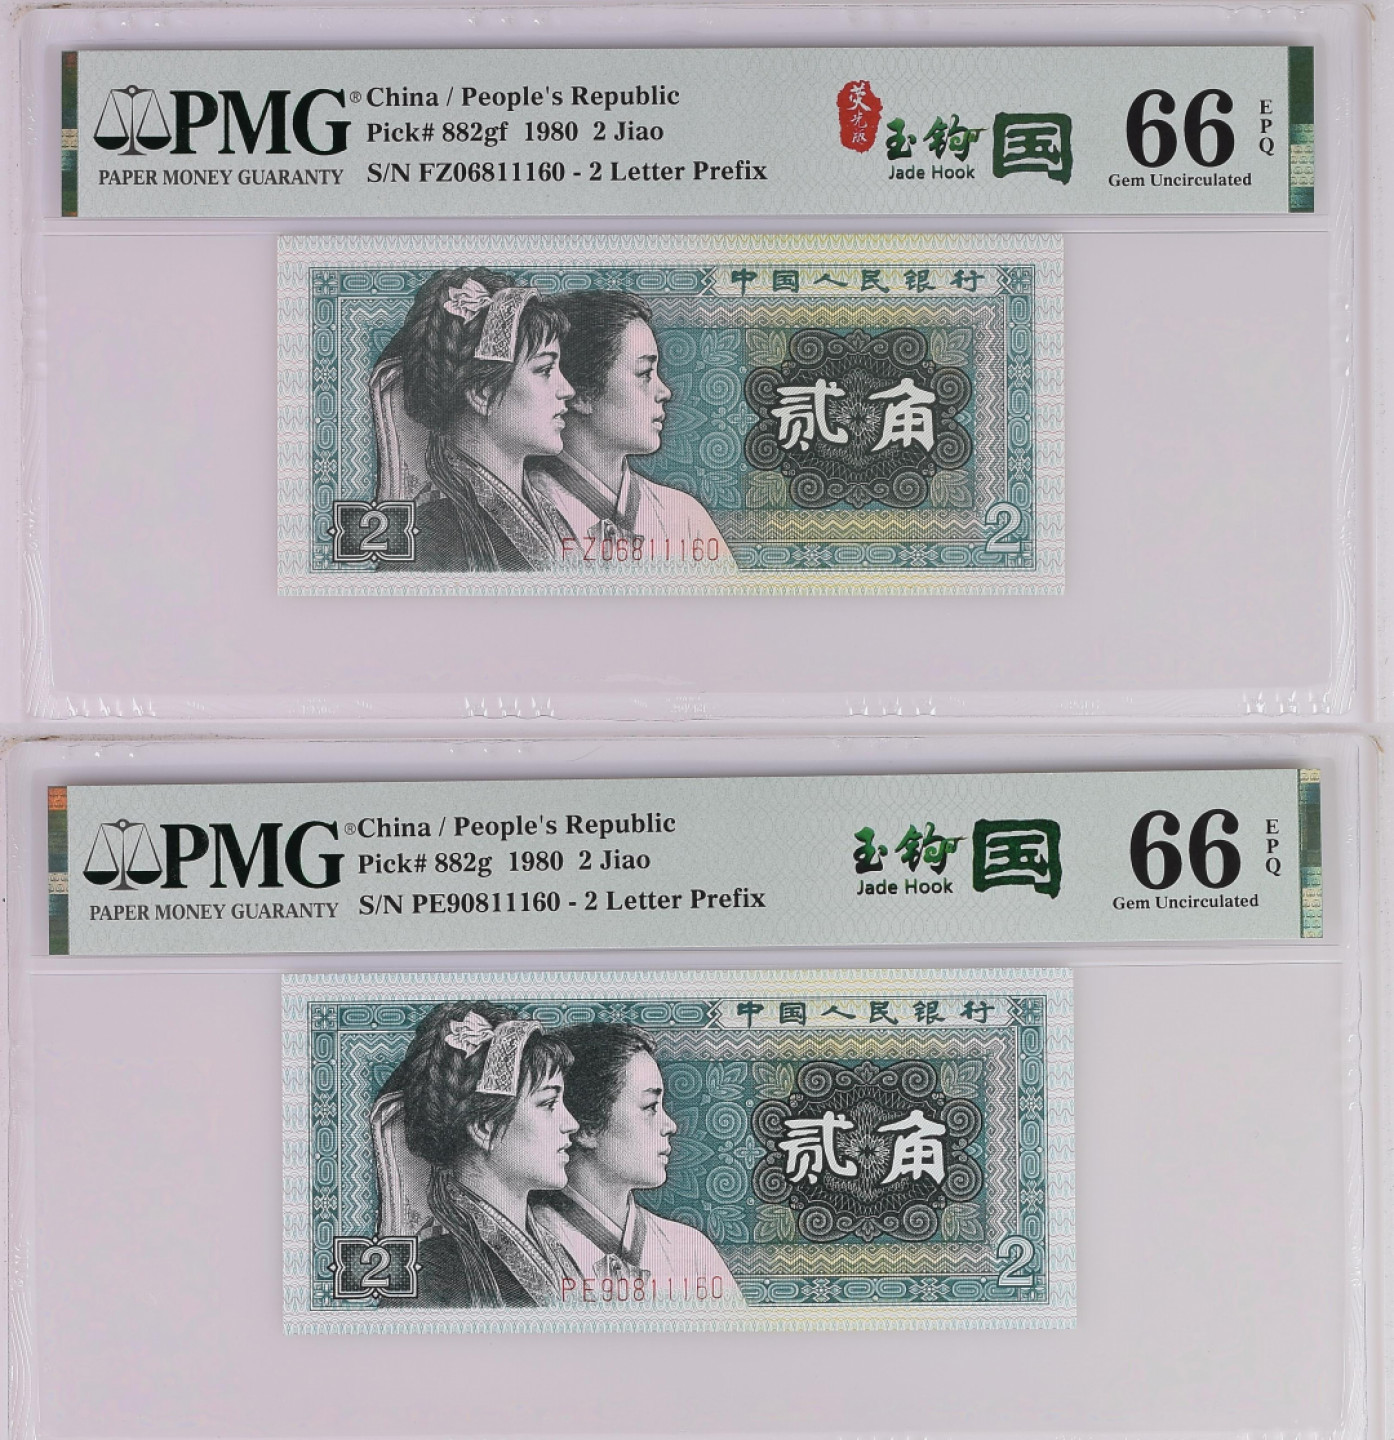 PMG®
PAPER MONEY GUARANTY
China / People's Republic
Pick# 882gf 1980 2 Jiao
S/N FZ06811160 - 2 Letter Prefix
荧光版
玉钩国
Jade Hook
66
EPQ
Gem Uncirculated
中国人民银行
贰角
2
2
FZ06811160
PMG®
PAPER MONEY GUARANTY
China / People's Republic
Pick# 882g 1980 2 Jiao
S/N PE90811160 - 2 Letter Prefix
玉钩国
Jade Hook
66
EPQ
Gem Uncirculated
中国人民银行
贰角
2
2
PE90811160